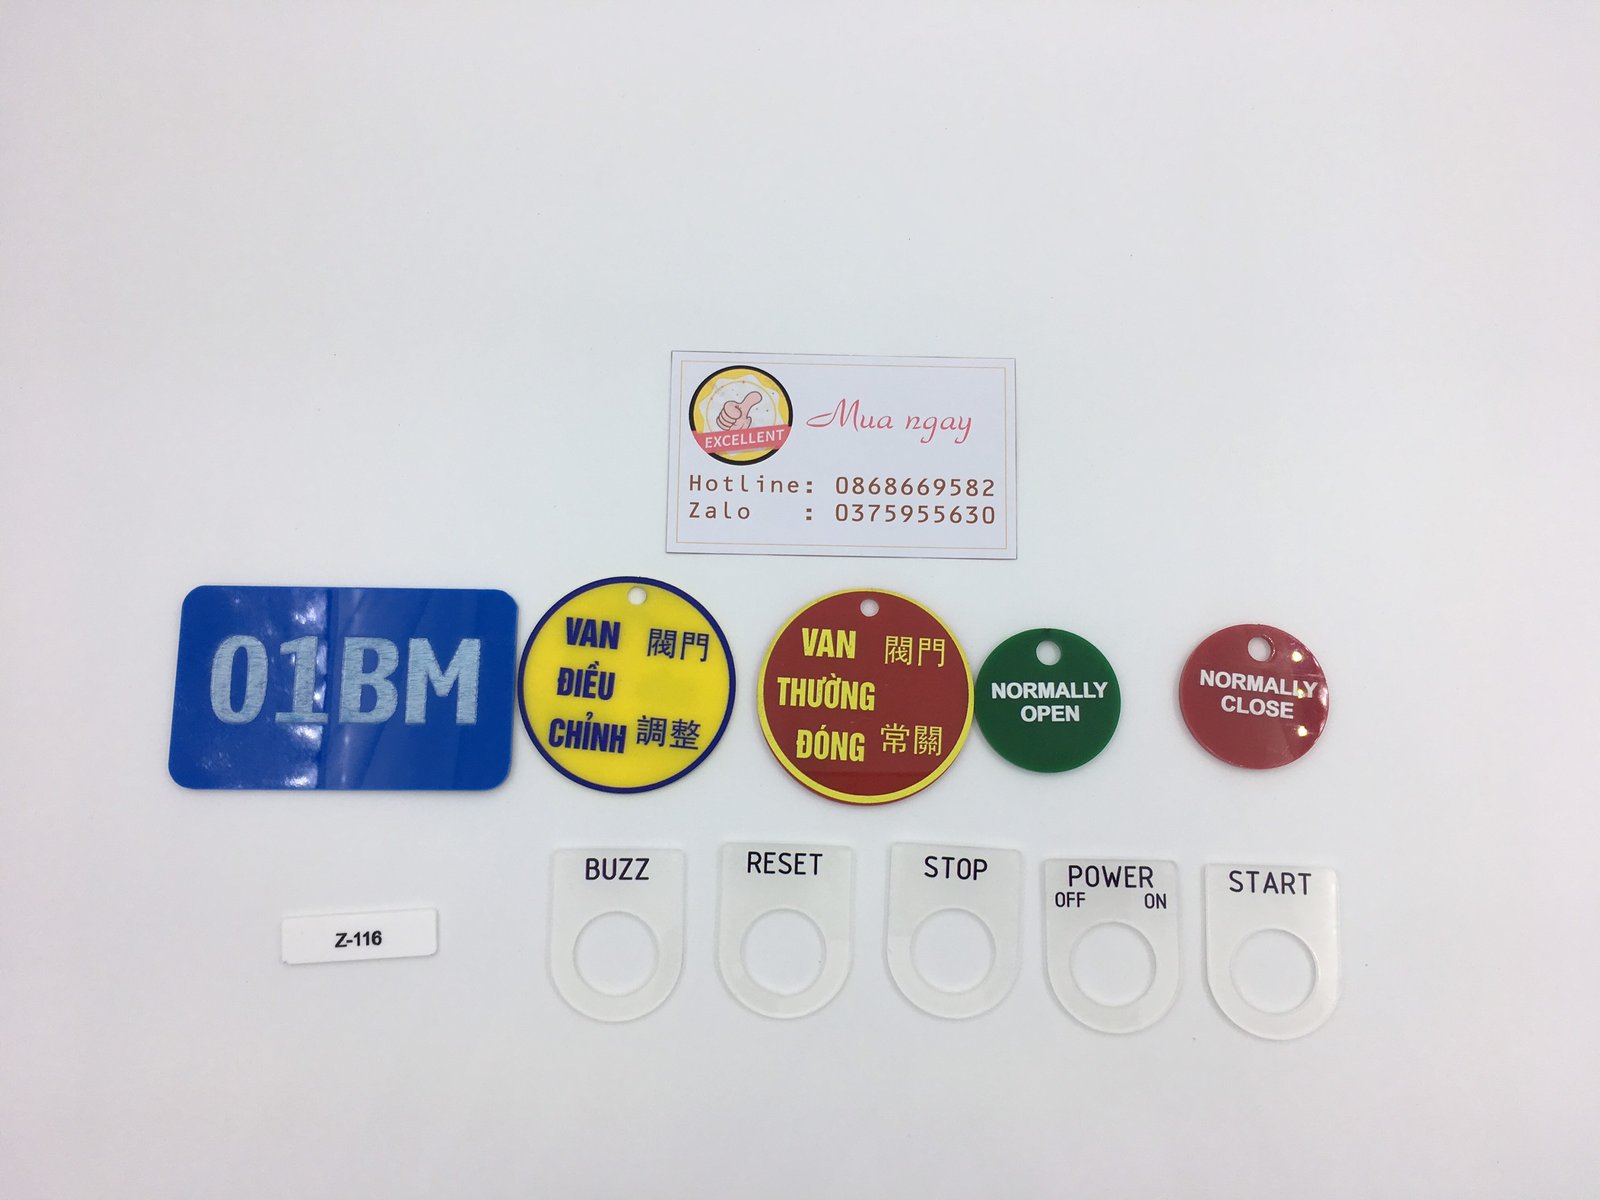 EXCELLENT
Mua ngay
Hotline: 0868669582
Zalo : 0375955630
01BM
VAN 閥門
ĐIỀU
CHỈNH 調整
VAN 閥門
THƯỜNG
ĐÓNG 常關
NORMALLY
OPEN
NORMALLY
CLOSE
Z-116
BUZZ
RESET
STOP
POWER
OFF ON
START